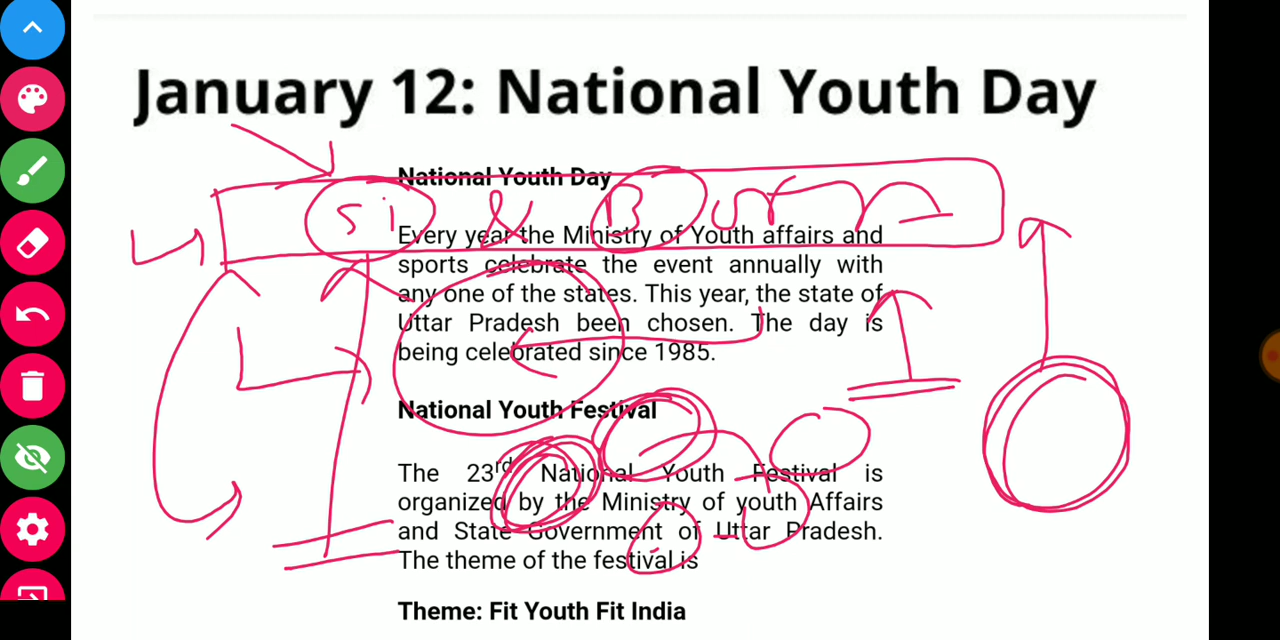 January 12: National Youth Day
National Youth Day
Si & Burn
Every year the Ministry of Youth affairs and
sports celebrate the event annually with
any one of the states. This year, the state of
Uttar Pradesh been chosen. The day is
being celebrated since 1985.
National Youth Festival
The 23rd National Youth Festival is
organized by the Ministry of youth Affairs
and State Government of Uttar Pradesh.
The theme of the festival is
Theme: Fit Youth Fit India